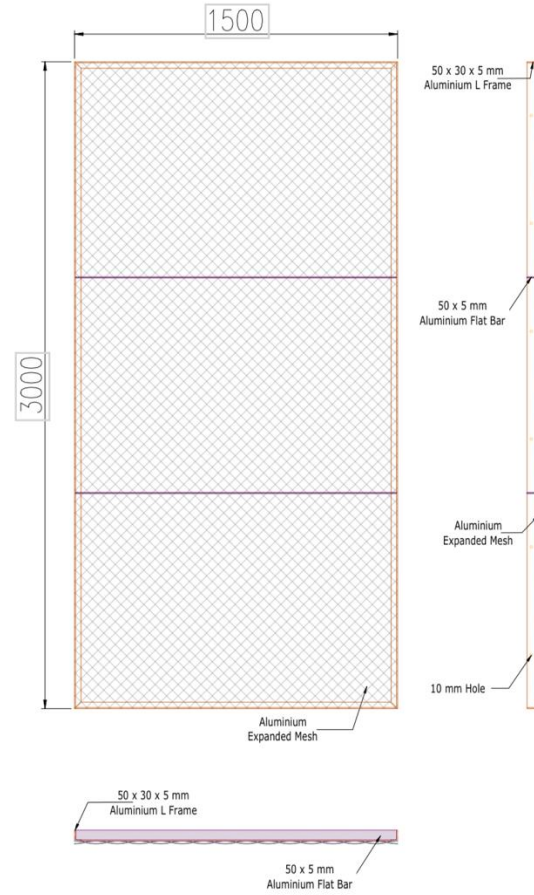 1500
50 x 30 x 5 mm
Aluminium L Frame
50 x 5 mm
Aluminium Flat Bar
3000
Aluminium
Expanded Mesh
10 mm Hole
Aluminium
Expanded Mesh
50 x 30 x 5 mm
Aluminium L Frame
50 x 5 mm
Aluminium Flat Bar